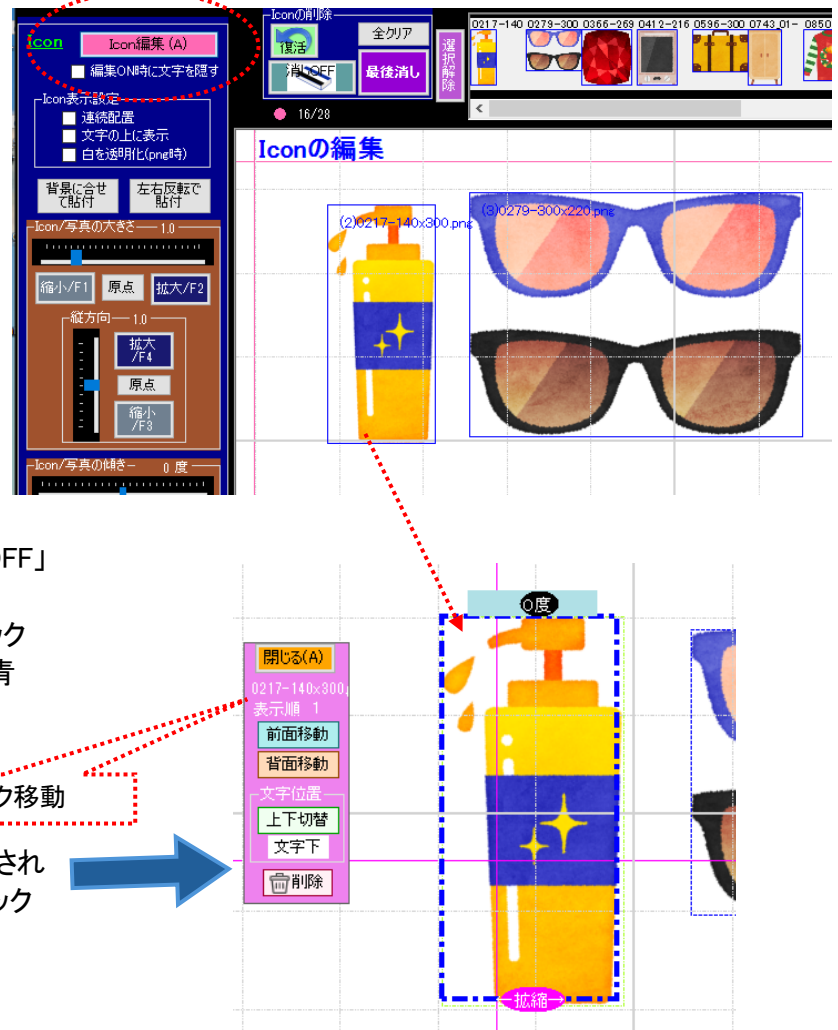 Iconの削除
Icon
Icon編集 (A)
編集ON時に文字を隠す
復活
全クリア
消しOFF
最後消し
選択解除
16/28
0217-140 0279-300 0366-269 0412-216 0596-300 0743_01- 0850
<
Icon表示設定
連続配置
文字の上に表示
白を透明化(png時)
背景に合せて貼付
左右反転で貼付
Icon/写真の大きさ 1.0
縮小/F1
原点
拡大/F2
縦方向 1.0
拡大/F4
原点
縮小/F3
Icon/写真の傾き 0 度
Iconの編集
(2)0217-140x300.png
(3)0279-300x220.png
OFF」
ック
青
ク移動
され
ック
閉じる(A)
0217-140x300
表示順 1
前面移動
背面移動
文字位置
上下切替
文字下
削除
0度
←拡縮→